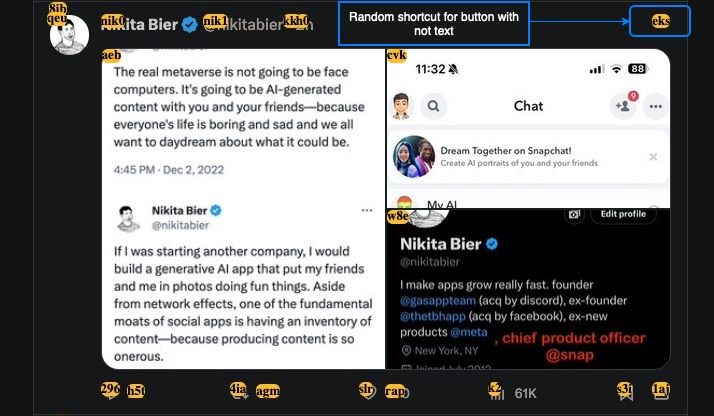 8ih
qeu
nik0
Nikita Bier
nik1
@nikitabier
kkh0
Random shortcut for button with
not text
eks
aeb
The real metaverse is not going to be face
computers. It's going to be AI-generated
content with you and your friends—because
everyone's life is boring and sad and we all
want to daydream about what it could be.
4:45 PM · Dec 2, 2022
Nikita Bier
@nikitabier
If I was starting another company, I would
build a generative AI app that put my friends
and me in photos doing fun things. Aside
from network effects, one of the fundamental
moats of social apps is having an inventory of
content—because producing content is so
onerous.
cvk
11:32
88
Chat
9
Dream Together on Snapchat!
Create AI portraits of you and your friends
My AI
w8e
Edit profile
Nikita Bier
@nikitabier
I make apps grow really fast. founder
@gasappteam (acq by discord), ex-founder
@thetbhapp (acq by facebook), ex-new
products @meta
, chief product officer
@snap
New York, NY
Joined July 2012
296
h5t
4ia
agm
slr
rap
k2
61K
s3i
1aj